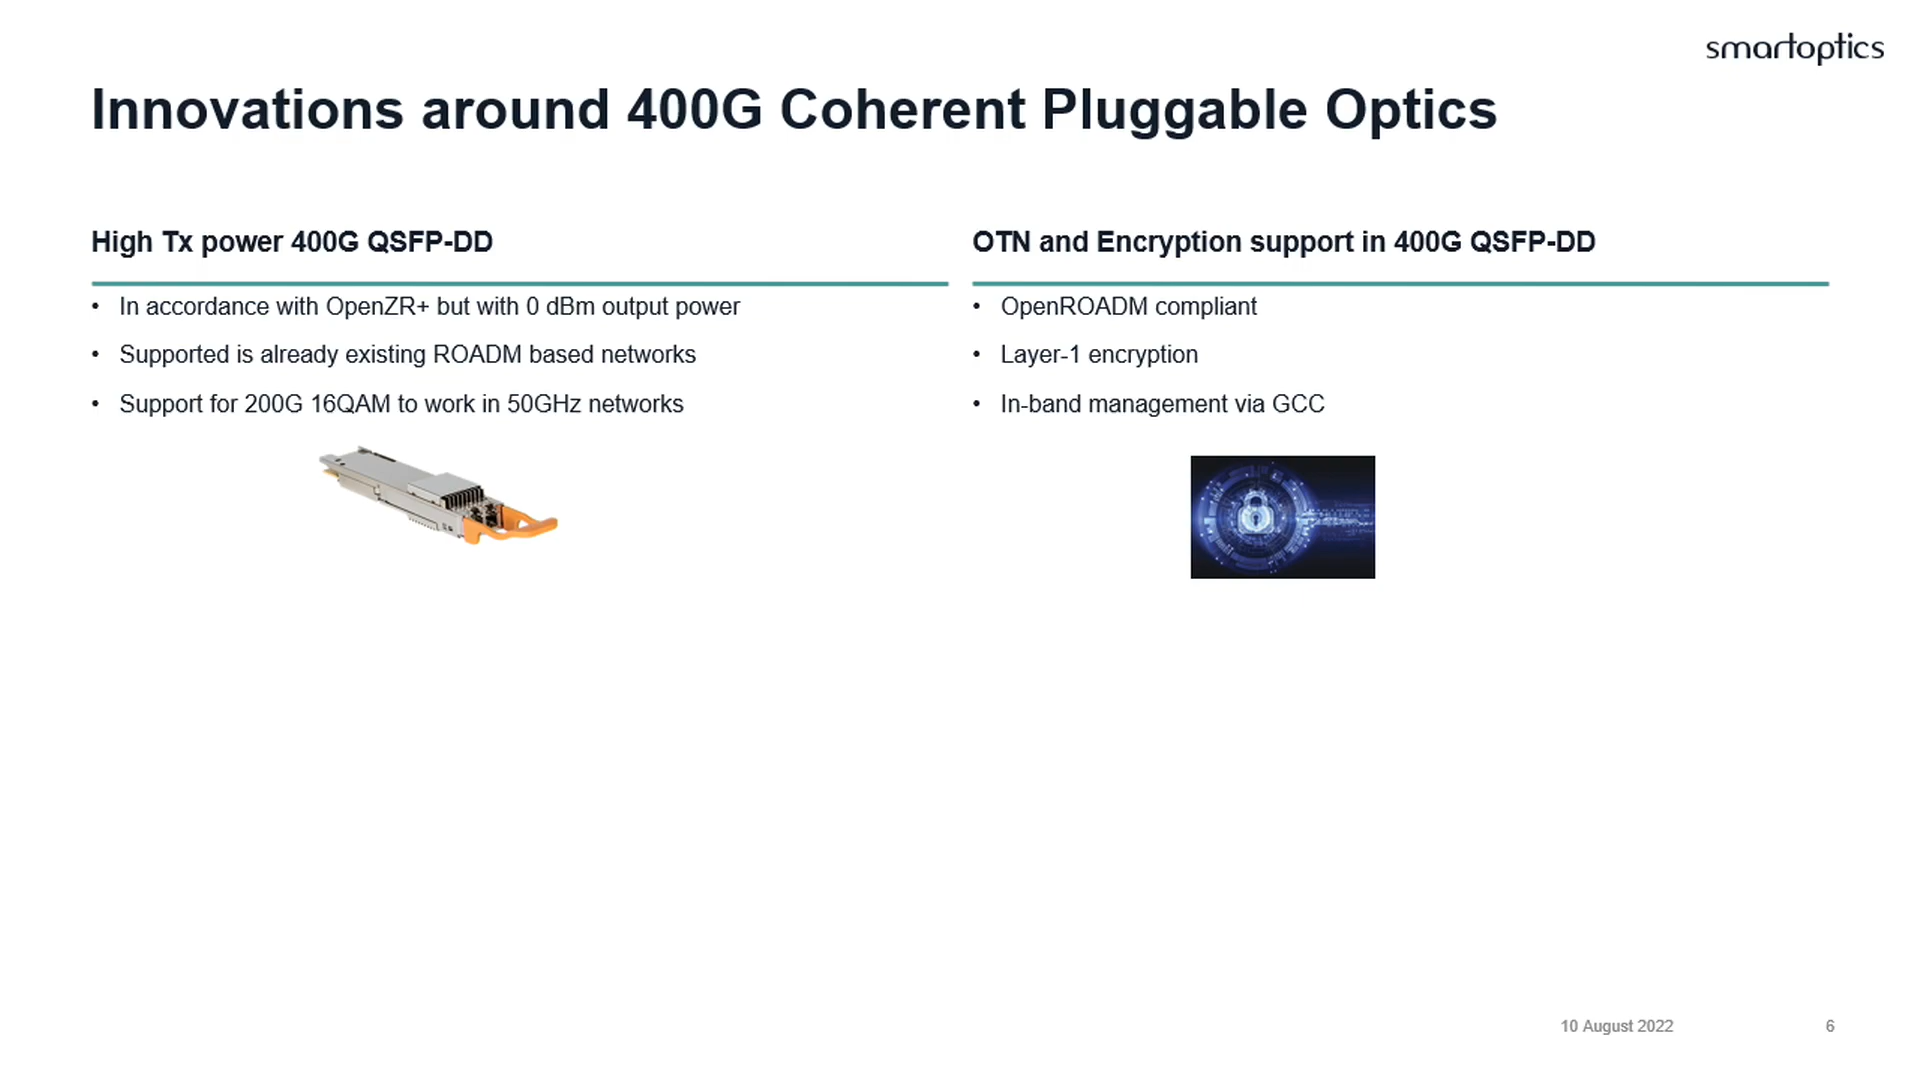 smartoptics
Innovations around 400G Coherent Pluggable Optics
High Tx power 400G QSFP-DD
• In accordance with OpenZR+ but with 0 dBm output power
• Supported is already existing ROADM based networks
• Support for 200G 16QAM to work in 50GHz networks
OTN and Encryption support in 400G QSFP-DD
• OpenROADM compliant
• Layer-1 encryption
• In-band management via GCC
10 August 2022
6